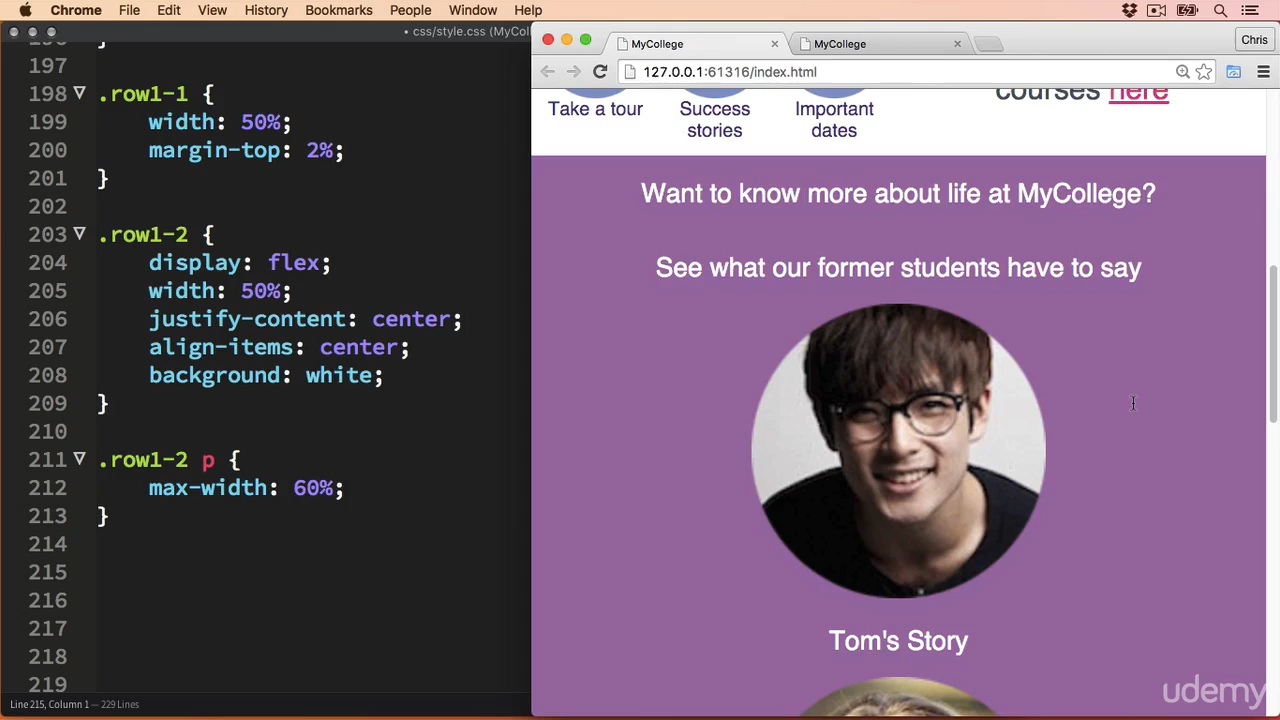 Chrome File Edit View History Bookmarks People Window Help
• css/style.css (MyColl
MyCollege
MyCollege
Chris
127.0.0.1:61316/index.html
197
198 .row1-1 {
199 width: 50%;
200 margin-top: 2%;
201 }
202
203 .row1-2 {
204 display: flex;
205 width: 50%;
206 justify-content: center;
207 align-items: center;
208 background: white;
209 }
210
211 .row1-2 p {
212 max-width: 60%;
213 }
214
215
216
217
218
219
Line 215, Column 1 — 229 Lines
courses here
Take a tour
Success
stories
Important
dates
Want to know more about life at MyCollege?
See what our former students have to say
Tom's Story
udemy